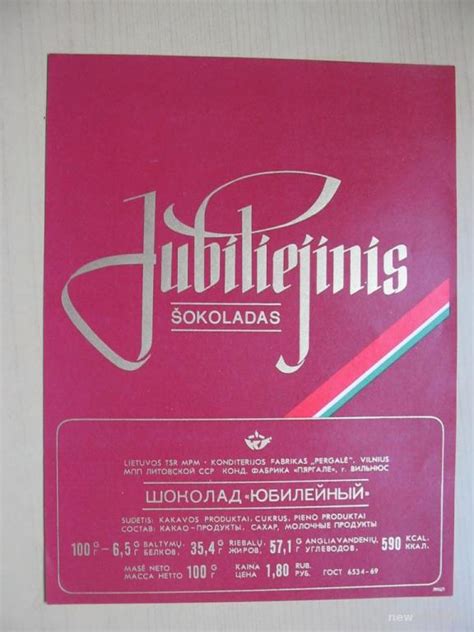 Jubiliejinis
ŠOKOLADAS
LIETUVOS TSR MPM · KONDITERIJOS FABRIKAS „PERGALĖ", VILNIUS
МПП ЛИТОВСКОЙ ССР КОНД. ФАБРИКА «ПЯРГАЛЕ», г. ВИЛЬНЮС
ШОКОЛАД «ЮБИЛЕЙНЫЙ»
SUDĖTIS: KAKAVOS PRODUKTAI, CUKRUS, PIENO PRODUKTAI
СОСТАВ: КАКАО-ПРОДУКТЫ, САХАР, МОЛОЧНЫЕ ПРОДУКТЫ
100 G/Г – 6,5 G/Г BALTYMŲ/БЕЛКОВ, 35,4 G/Г RIEBALŲ/ЖИРОВ, 57,1 G/Г ANGLIAVANDENIŲ/УГЛЕВОДОВ, 590 KCAL./ККАЛ.
MASĖ NETO/МАССА НЕТТО 100 G/Г KAINA/ЦЕНА 1,80 RUB./РУБ. ГОСТ 6534-69
new